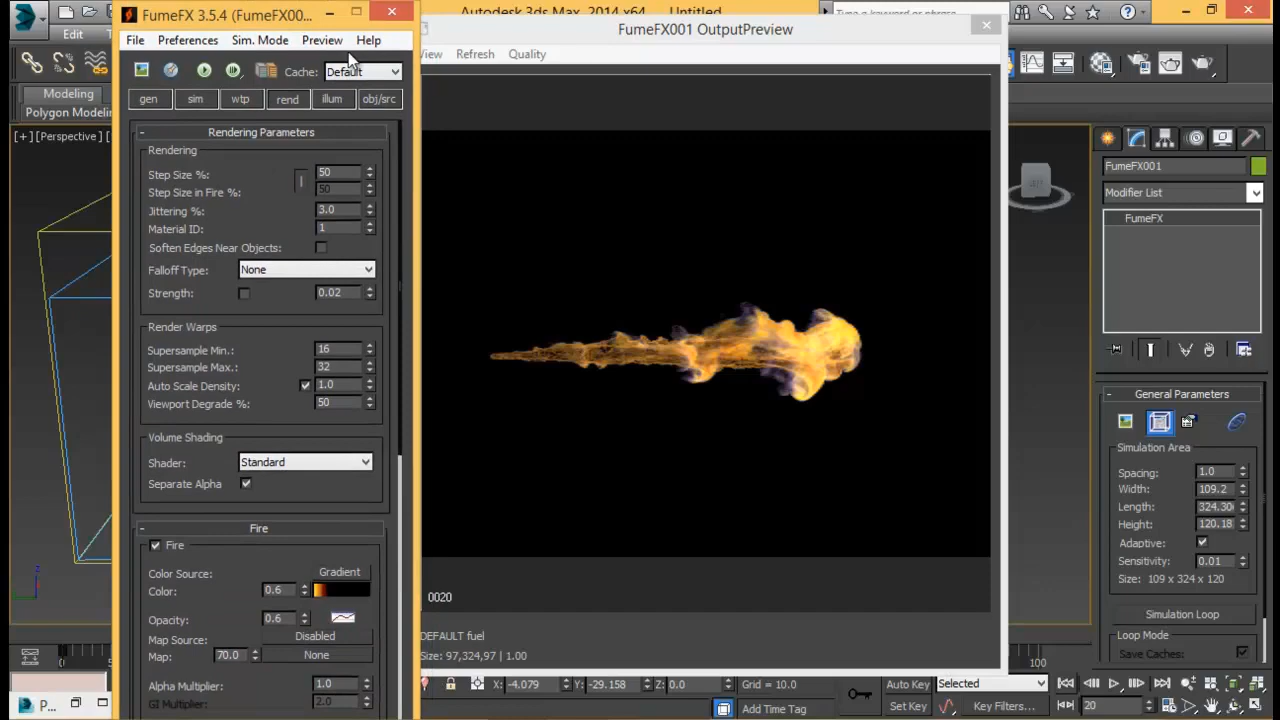 FumeFX 3.5.4 (FumeFX00...
Autodesk 3ds Max 2014 x64 Untitled
Type a keyword or phrase
Edit
File Preferences Sim. Mode Preview Help
FumeFX001 OutputPreview
View Refresh Quality
Cache: Default
gen sim wtp rend illum obj/src
Modeling
Polygon Modelin
[+] [Perspective]
Rendering Parameters
Rendering
Step Size %: 50
Step Size in Fire %: 50
Jittering %: 3.0
Material ID: 1
Soften Edges Near Objects:
Falloff Type: None
Strength: 0.02
Render Warps
Supersample Min.: 16
Supersample Max.: 32
Auto Scale Density: 1.0
Viewport Degrade %: 50
Volume Shading
Shader: Standard
Separate Alpha
Fire
Fire
Color Source: Gradient
Color: 0.6
Opacity: 0.6
Map Source: Disabled
Map: 70.0 None
Alpha Multiplier: 1.0
GI Multiplier: 2.0
0020
DEFAULT fuel
Size: 97,324,97 | 1.00
FumeFX001
Modifier List
FumeFX
General Parameters
Simulation Area
Spacing: 1.0
Width: 109.2
Length: 324.30
Height: 120.18
Adaptive:
Sensitivity: 0.01
Size: 109 x 324 x 120
Simulation Loop
Loop Mode
Save Caches:
0
100
X: -4.079 Y: -29.158 Z: 0.0 Grid = 10.0 Auto Key Selected
Add Time Tag Set Key Key Filters... 20
P...